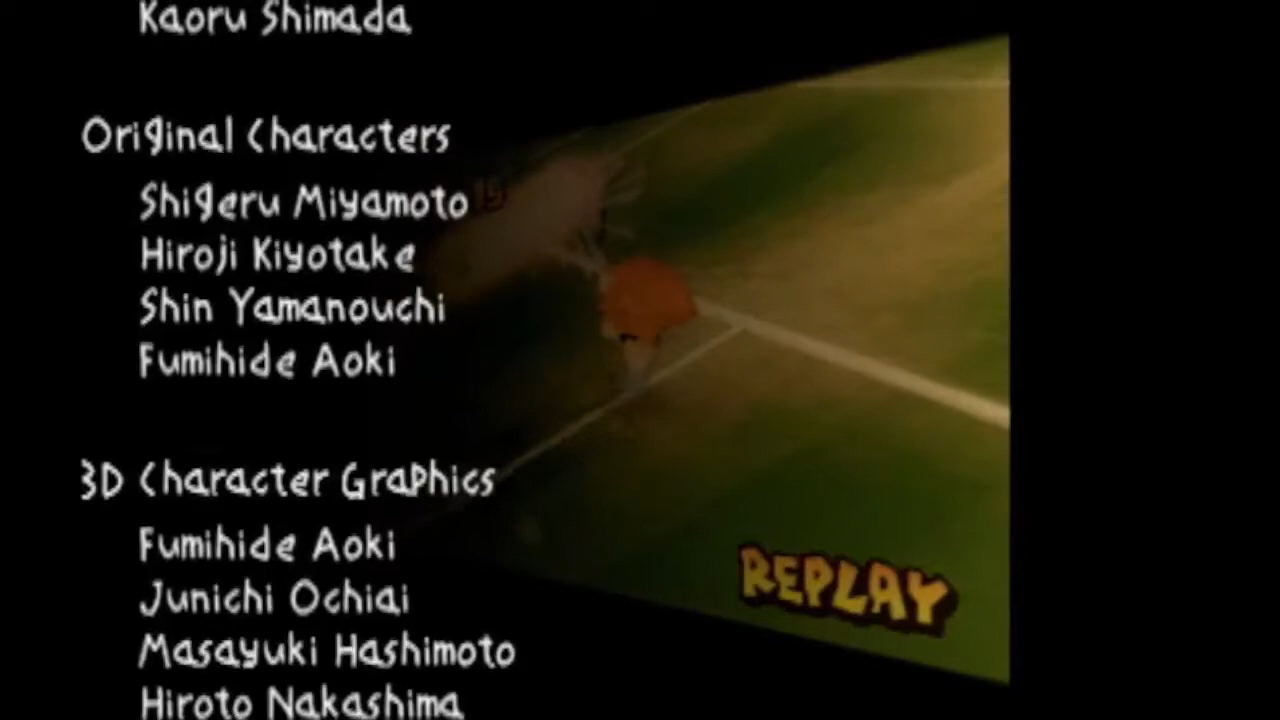 Kaoru Shimada
Original Characters
Shigeru Miyamoto
Hiroji Kiyotake
Shin Yamanouchi
Fumihide Aoki
3D Character Graphics
Fumihide Aoki
Junichi Ochiai
Masayuki Hashimoto
Hiroto Nakashima
REPLAY